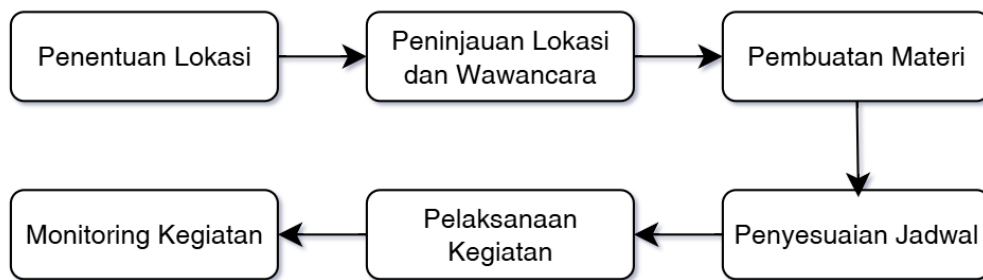 Penentuan Lokasi
Peninjauan Lokasi
dan Wawancara
Pembuatan Materi
Penyesuaian Jadwal
Pelaksanaan
Kegiatan
Monitoring Kegiatan